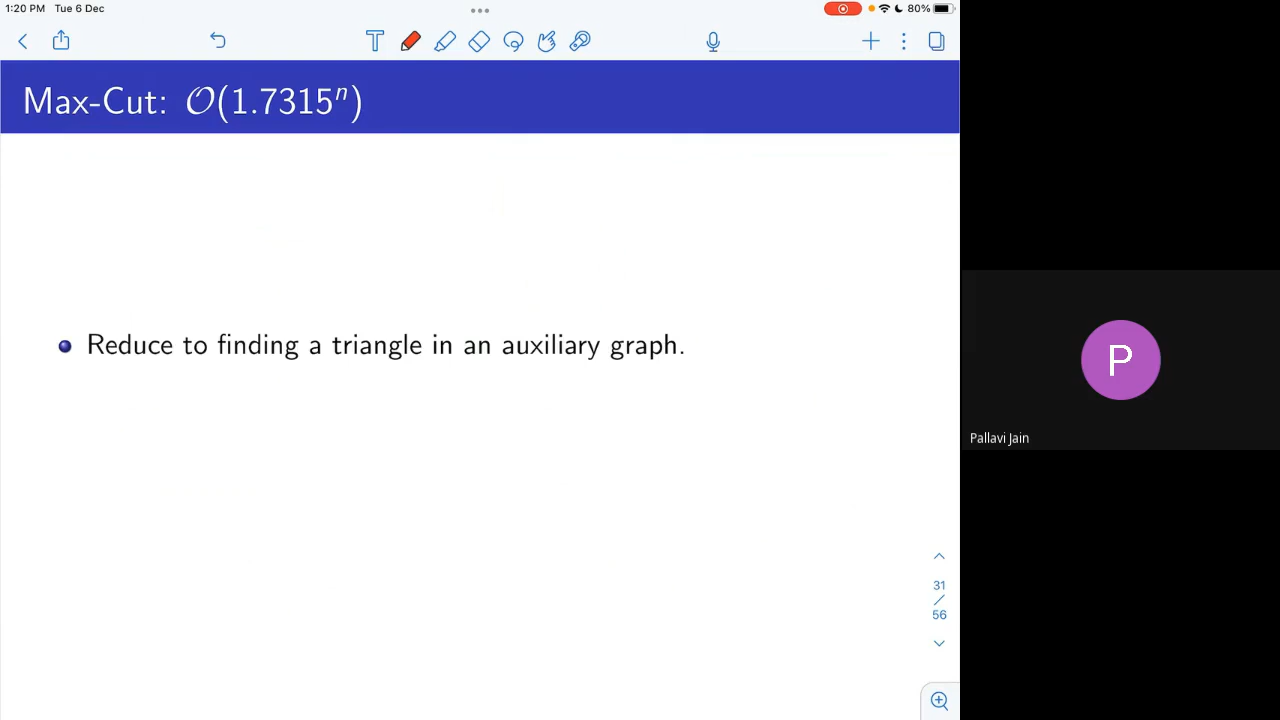 1:20 PM Tue 6 Dec
80%
T
Max-Cut: 𝒪(1.7315ⁿ)
Reduce to finding a triangle in an auxiliary graph.
P
Pallavi Jain
31
/
56